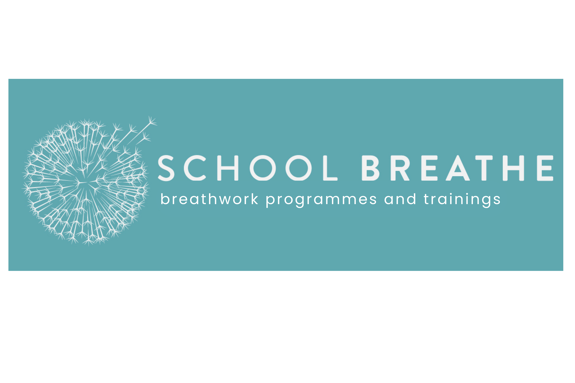 SCHOOL BREATHE
breathwork programmes and trainings